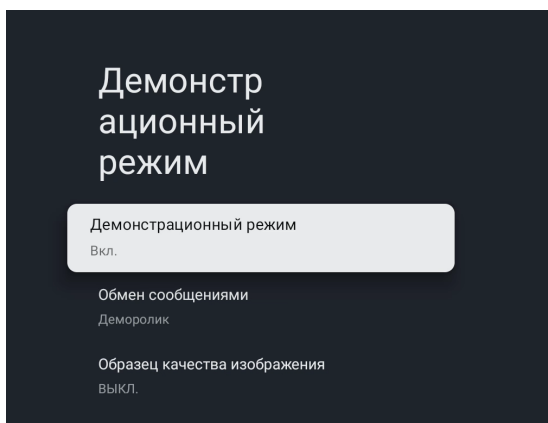 Демонстр
ационный
режим
Демонстрационный режим
Вкл.
Обмен сообщениями
Деморолик
Образец качества изображения
ВЫКЛ.